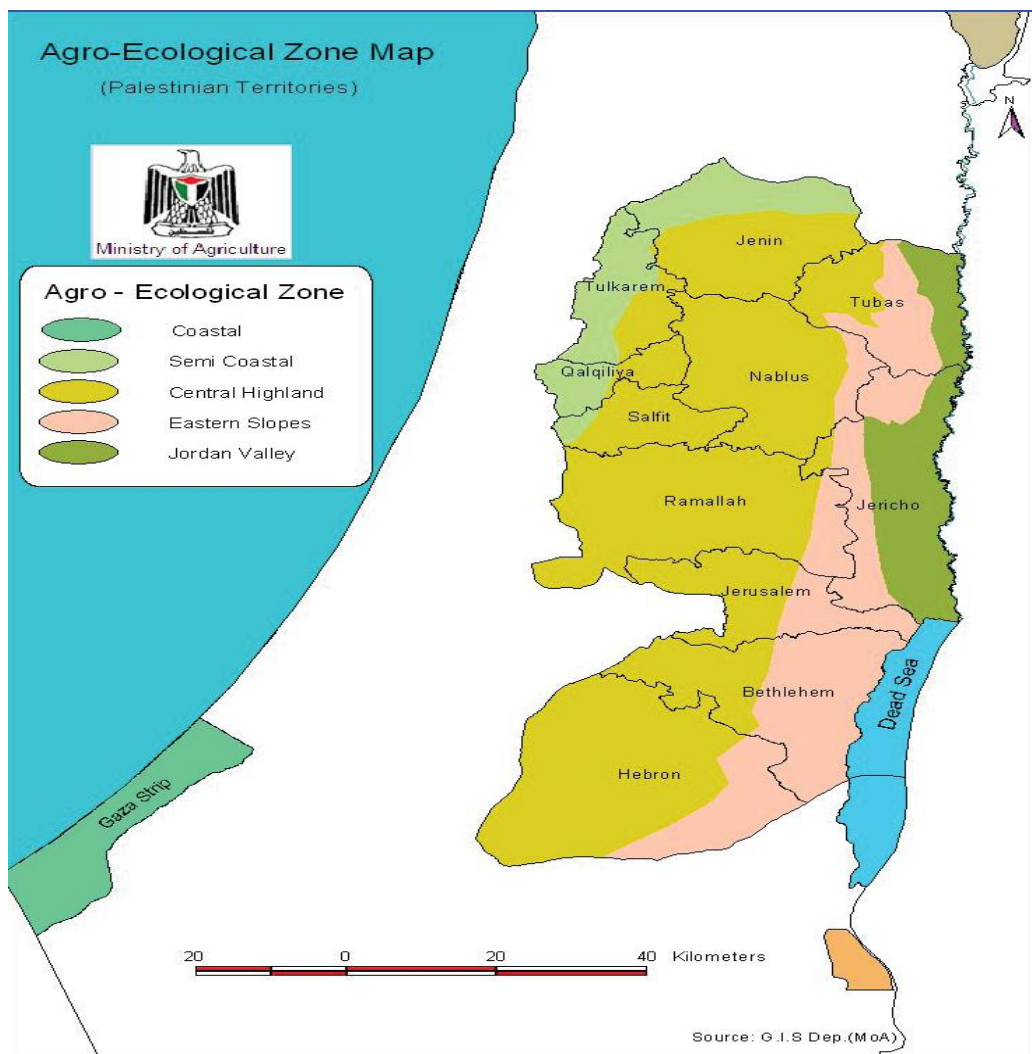 Agro-Ecological Zone Map
(Palestinian Territories)
Ministry of Agriculture
Agro - Ecological Zone
Coastal
Semi Coastal
Central Highland
Eastern Slopes
Jordan Valley
N
Jenin
Tulkarem
Tubas
Qalqiliya
Nablus
Salfit
Ramallah
Jericho
Jerusalem
Bethlehem
Dead Sea
Hebron
Gaza Strip
20 0 20 40 Kilometers
Source: G.I.S Dep.(MoA)